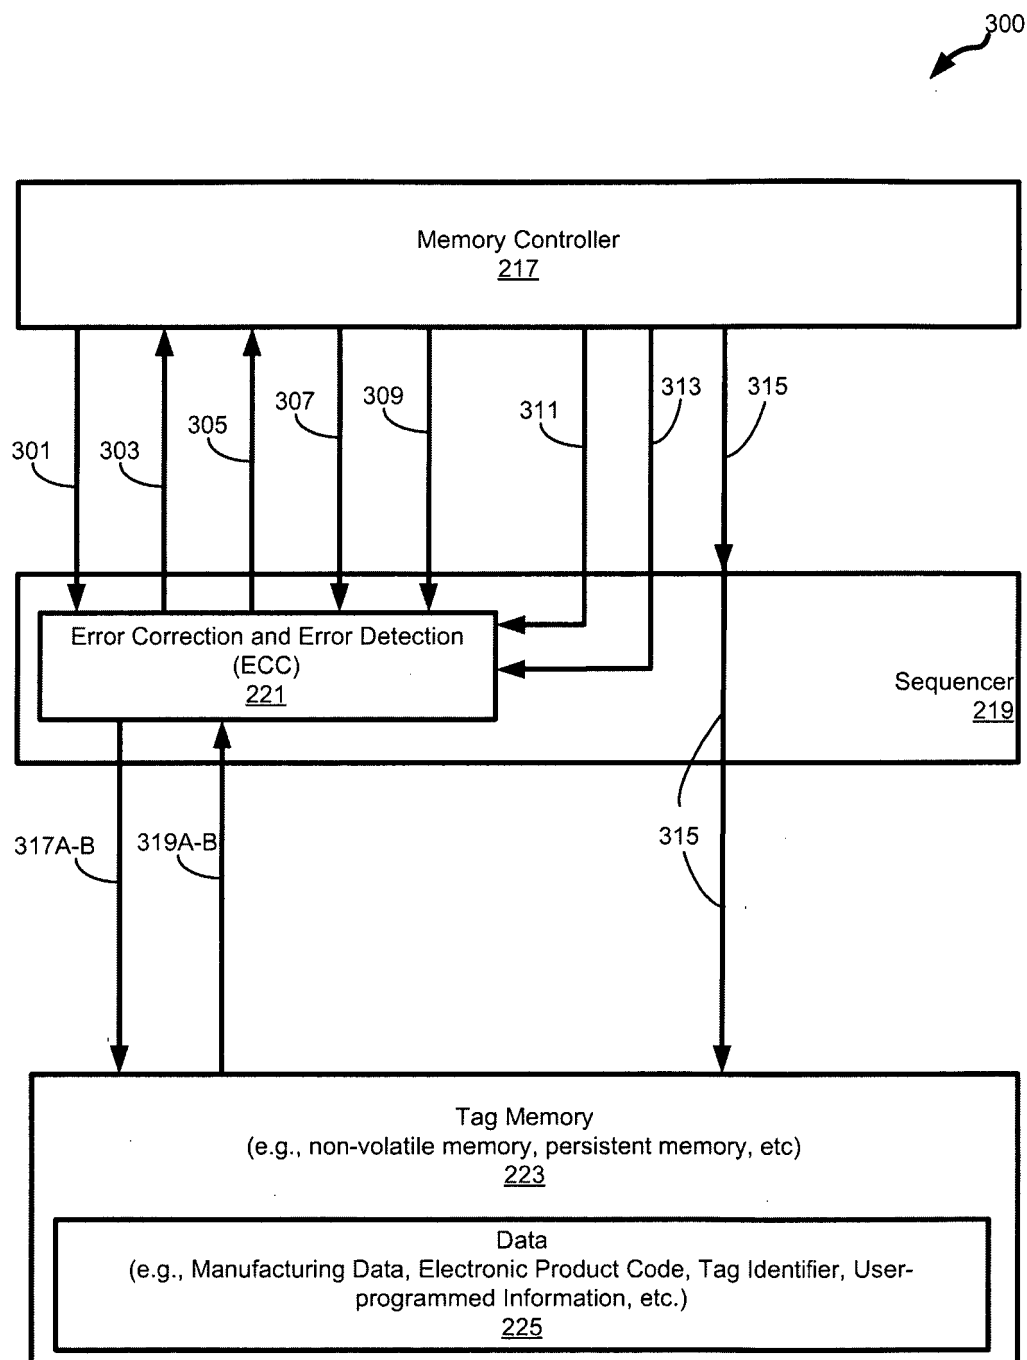 300
Memory Controller
217
301
303
305
307
309
311
313
315
Error Correction and Error Detection
(ECC)
221
Sequencer
219
317A-B
319A-B
315
Tag Memory
(e.g., non-volatile memory, persistent memory, etc)
223
Data
(e.g., Manufacturing Data, Electronic Product Code, Tag Identifier, User-
programmed Information, etc.)
225